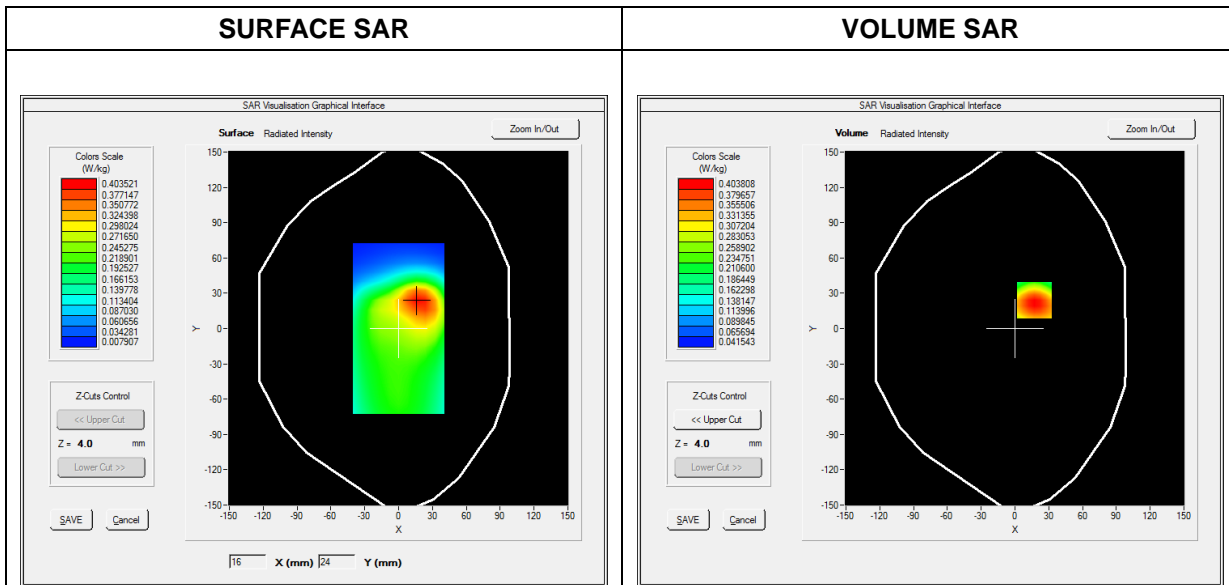 SURFACE SAR
VOLUME SAR
SAR Visualisation Graphical Interface
Surface Radiated Intensity
Zoom In/Out
Colors Scale
(W/kg)
0.403521
0.377147
0.350772
0.324398
0.298024
0.271650
0.245275
0.218901
0.192527
0.166153
0.139778
0.113404
0.087030
0.060656
0.034281
0.007907
150
120
90
60
30
0
-30
-60
-90
-120
-150
Y
-150 -120 -90 -60 -30 0 30 60 90 120 150
X
Z-Cuts Control
<< Upper Cut
Z = 4.0 mm
Lower Cut >>
SAVE Cancel
16 X (mm) 24 Y (mm)
SAR Visualisation Graphical Interface
Volume Radiated Intensity
Zoom In/Out
Colors Scale
(W/kg)
0.403808
0.379657
0.355506
0.331355
0.307204
0.283053
0.258902
0.234751
0.210600
0.186449
0.162298
0.138147
0.113996
0.089845
0.065694
0.041543
150
120
90
60
30
0
-30
-60
-90
-120
-150
Y
-150 -120 -90 -60 -30 0 30 60 90 120 150
X
Z-Cuts Control
<< Upper Cut
Z = 4.0 mm
Lower Cut >>
SAVE Cancel